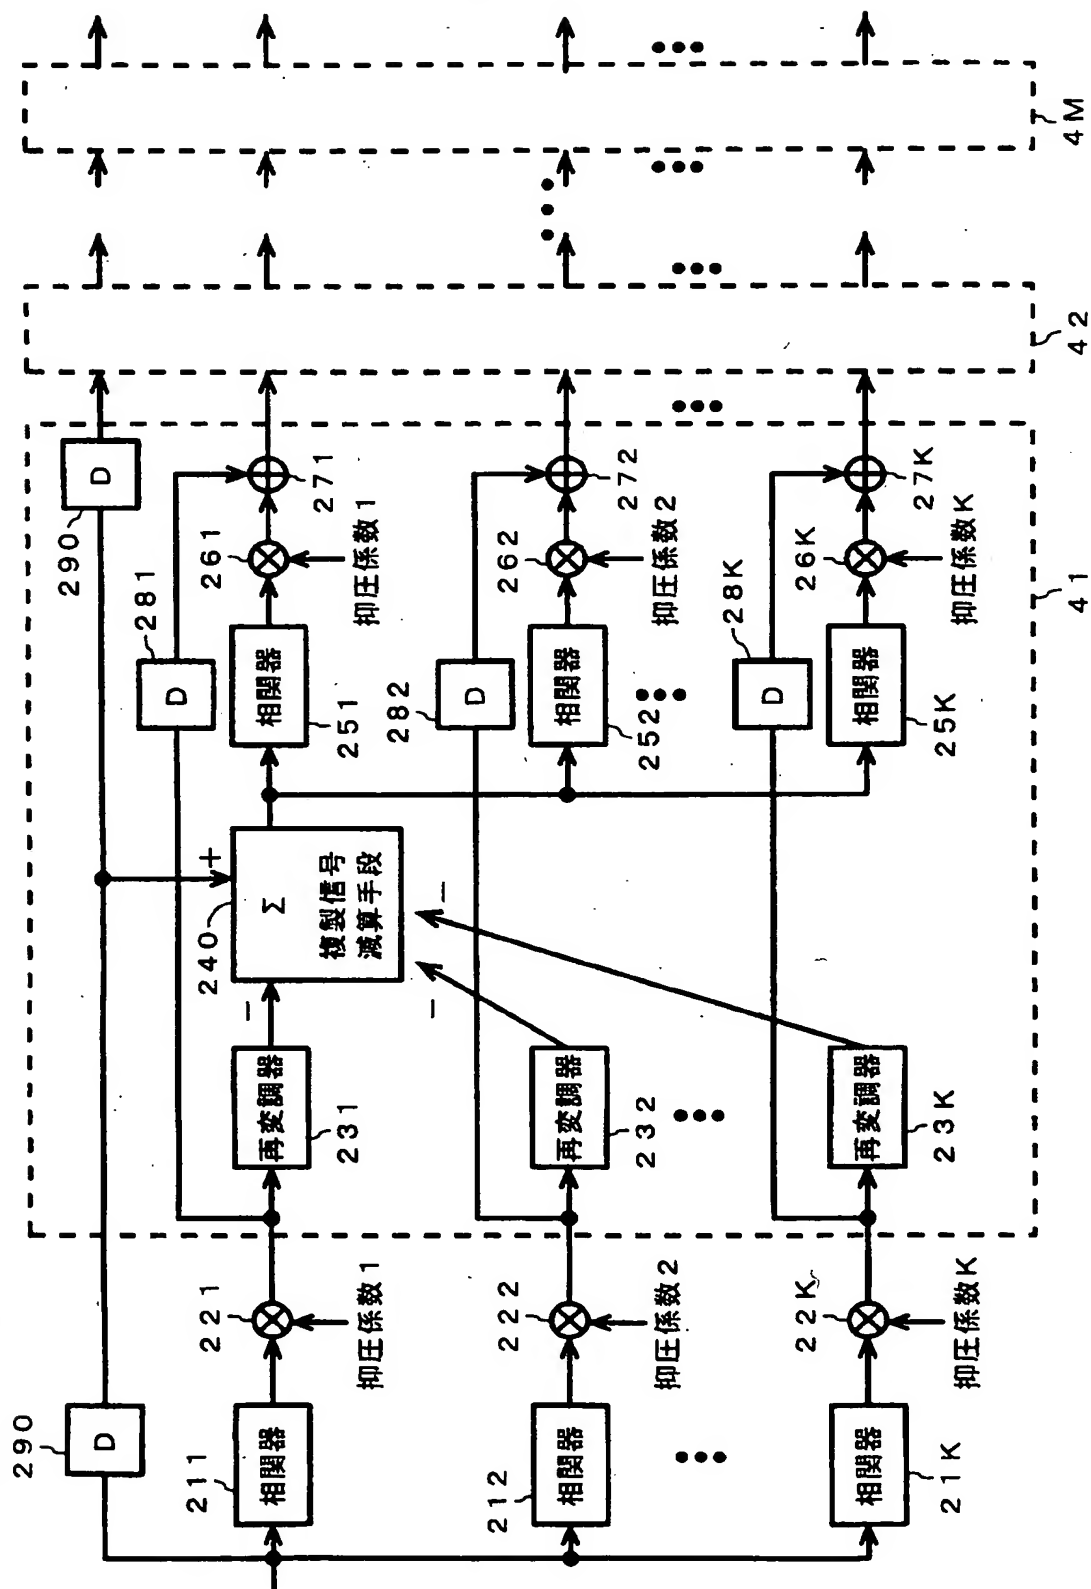 290
D
211
相関器
221
抑圧係数1
231
再変調器
240
+
−
−
−
Σ
複製信号
減算手段
281
D
251
相関器
261
抑圧係数1
271
290
D
212
相関器
222
抑圧係数2
232
再変調器
282
D
252
相関器
262
抑圧係数2
272
21K
相関器
22K
抑圧係数K
23K
再変調器
28K
D
25K
相関器
26K
抑圧係数K
27K
41
42
4M